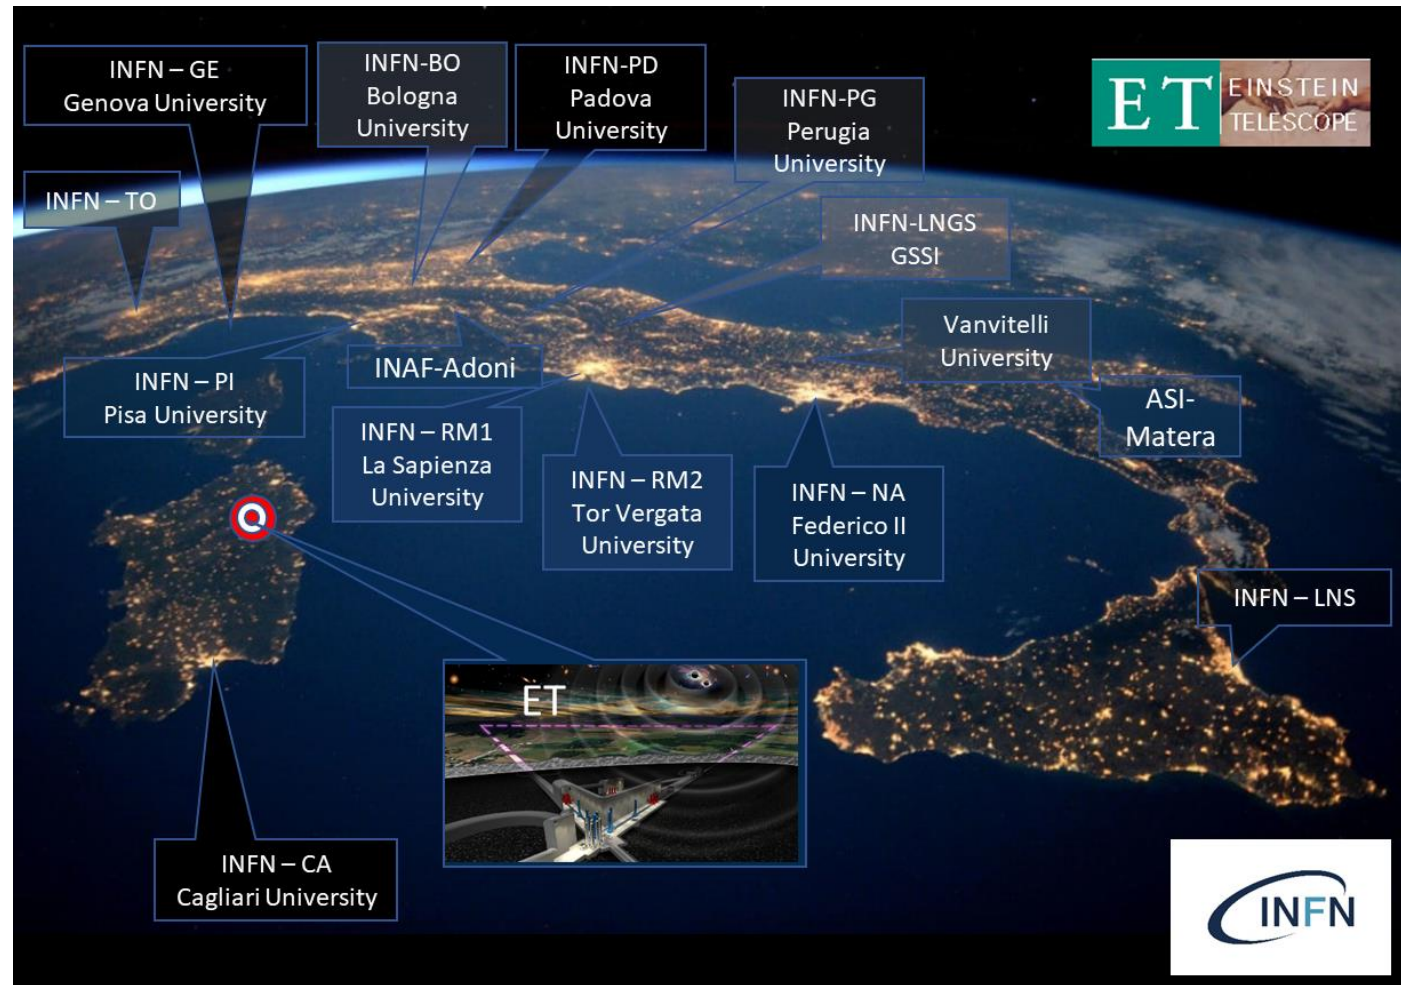 INFN – GE
Genova University
INFN-BO
Bologna
University
INFN-PD
Padova
University
INFN-PG
Perugia
University
ET EINSTEIN
TELESCOPE
INFN – TO
INFN-LNGS
GSSI
Vanvitelli
University
INAF-Adoni
INFN – PI
Pisa University
ASI-
Matera
INFN – RM1
La Sapienza
University
INFN – RM2
Tor Vergata
University
INFN – NA
Federico II
University
INFN – LNS
ET
INFN – CA
Cagliari University
INFN